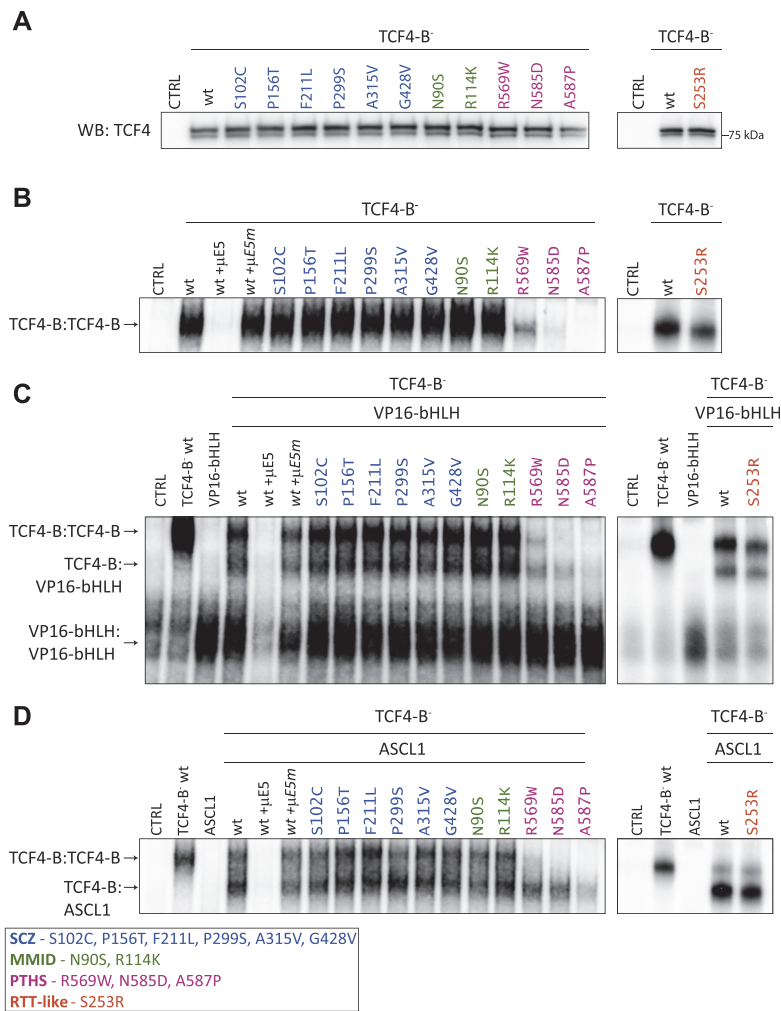 A
TCF4-B-
TCF4-B-
CTRL
wt
S102C
P156T
F211L
P299S
A315V
G428V
N90S
R114K
R569W
N585D
A587P
CTRL
wt
S253R
WB: TCF4
75 kDa
B
TCF4-B-
TCF4-B-
CTRL
wt
wt +µE5
wt +µE5m
S102C
P156T
F211L
P299S
A315V
G428V
N90S
R114K
R569W
N585D
A587P
CTRL
wt
S253R
TCF4-B:TCF4-B →
C
TCF4-B-
TCF4-B-
VP16-bHLH
VP16-bHLH
CTRL
TCF4-B- wt
VP16-bHLH
wt
wt +µE5
wt +µE5m
S102C
P156T
F211L
P299S
A315V
G428V
N90S
R114K
R569W
N585D
A587P
CTRL
TCF4-B- wt
VP16-bHLH
wt
S253R
TCF4-B:TCF4-B →
TCF4-B: →
VP16-bHLH
VP16-bHLH: →
VP16-bHLH
D
TCF4-B-
TCF4-B-
ASCL1
ASCL1
CTRL
TCF4-B- wt
ASCL1
wt
wt +µE5
wt +µE5m
S102C
P156T
F211L
P299S
A315V
G428V
N90S
R114K
R569W
N585D
A587P
CTRL
TCF4-B- wt
ASCL1
wt
S253R
TCF4-B:TCF4-B →
TCF4-B: →
ASCL1
SCZ - S102C, P156T, F211L, P299S, A315V, G428V
MMID - N90S, R114K
PTHS - R569W, N585D, A587P
RTT-like - S253R